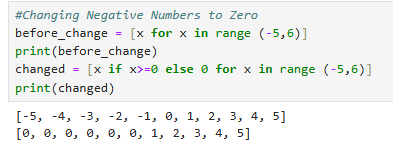 #Changing Negative Numbers to Zero
before_change = [x for x in range (-5,6)]
print(before_change)
changed = [x if x>=0 else 0 for x in range (-5,6)]
print(changed)
[-5, -4, -3, -2, -1, 0, 1, 2, 3, 4, 5]
[0, 0, 0, 0, 0, 0, 1, 2, 3, 4, 5]